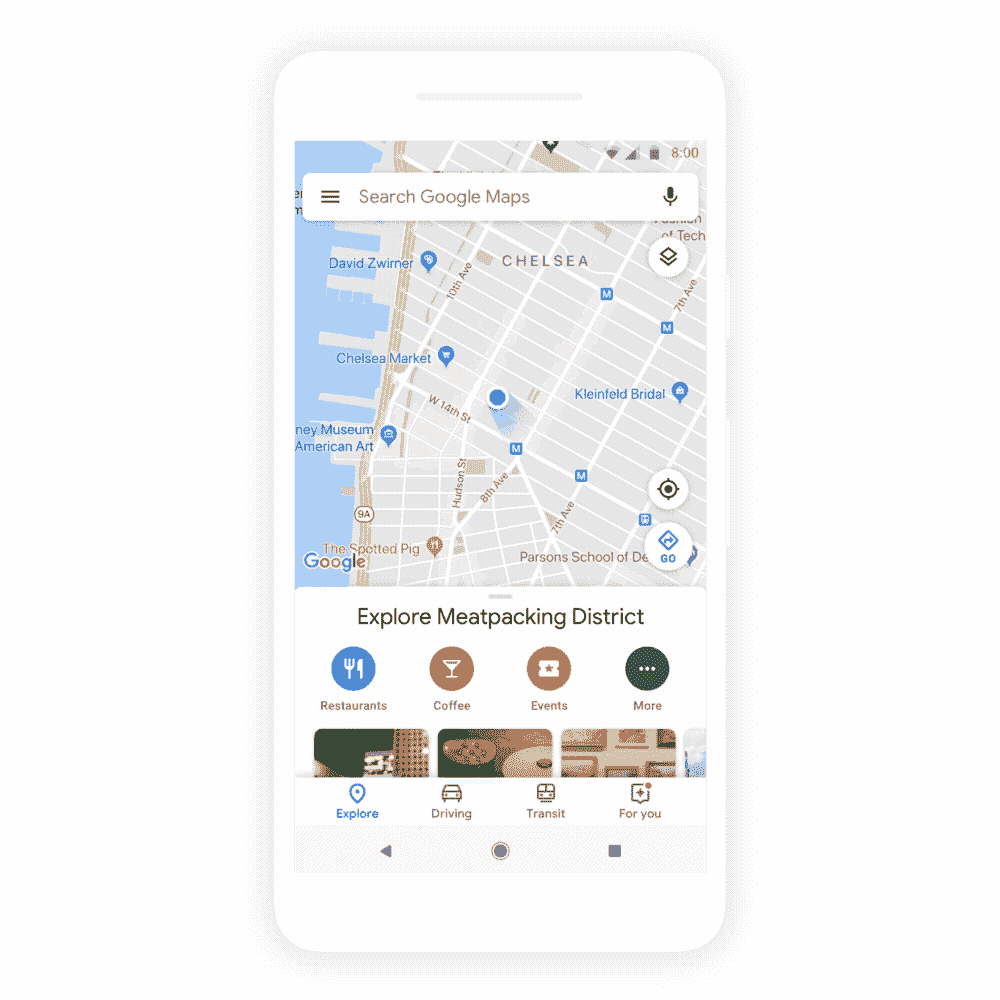 8:00
Search Google Maps
of Tech
David Zwirner
CHELSEA
10th Ave
7th Ave
M
M
Chelsea Market
Kleinfeld Bridal
W 14th St
ney Museum
American Art
M
M
Hudson St
8th Ave
7th Ave
9A
The Spotted Pig
Google
Parsons School of De
GO
Explore Meatpacking District
Restaurants
Coffee
Events
More
Explore
Driving
Transit
For you